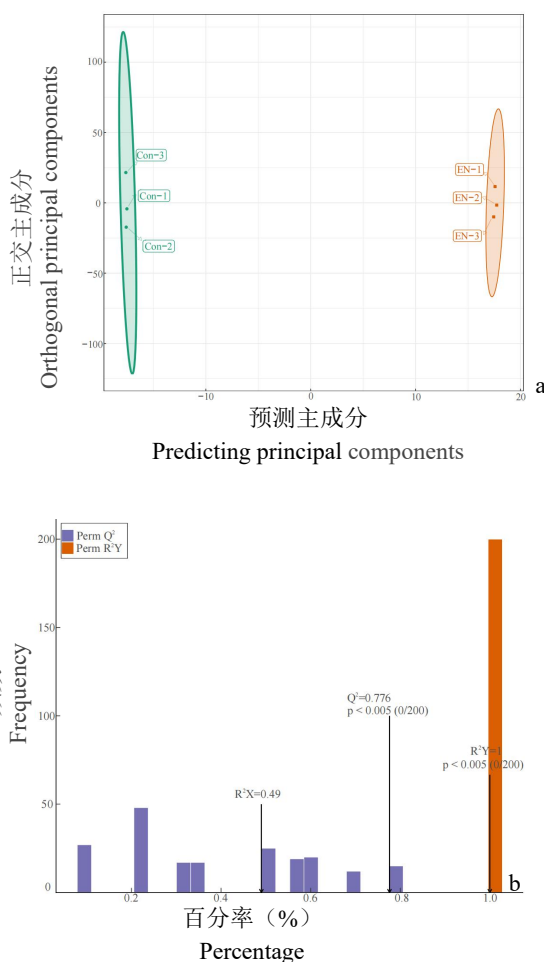 正交主成分
Orthogonal principal components
100
50
0
−50
−100
Con−3
Con−1
Con−2
EN−1
EN−2
EN−3
−10
0
10
20
a
预测主成分
Predicting principal components
Perm Q²
Perm R²Y
Frequency
200
150
100
50
0
Q²=0.776
p < 0.005 (0/200)
R²Y=1
p < 0.005 (0/200)
R²X=0.49
0.2
0.4
0.6
0.8
1.0
b
百分率（%）
Percentage